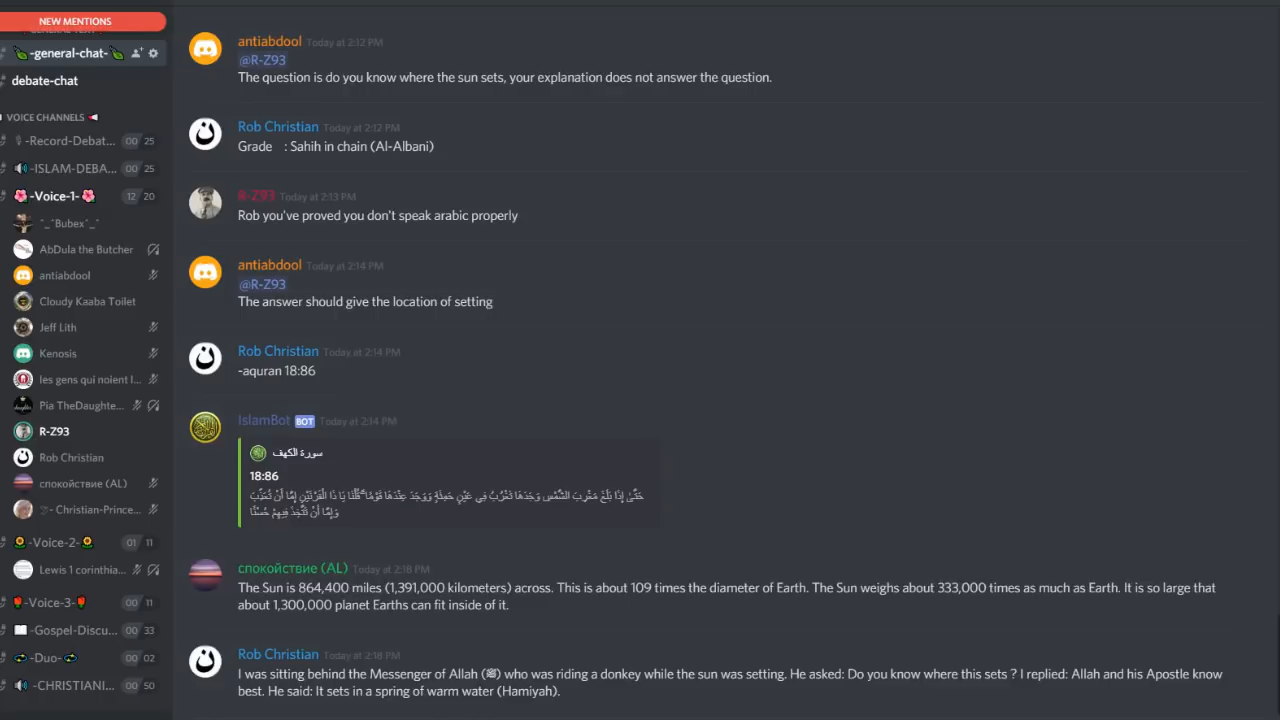 NEW MENTIONS
-general-chat-
debate-chat
VOICE CHANNELS
-Record-Debat... 00 25
-ISLAM-DEBA... 00 25
-Voice-1- 12 20
^_^Bubex^_^
AbDula the Butcher
antiabdool
Cloudy Kaaba Toilet
Jeff Lith
Kenosis
les gens qui noient l...
Pia TheDaughte...
R-Z93
Rob Christian
спокойствие (AL)
- Christian-Prince...
-Voice-2- 01 11
Lewis 1 corinthia...
-Voice-3- 00 11
-Gospel-Discu... 00 33
-Duo- 00 02
-CHRISTIANI... 00 50
antiabdool Today at 2:12 PM
@R-Z93
The question is do you know where the sun sets, your explanation does not answer the question.
Rob Christian Today at 2:12 PM
Grade : Sahih in chain (Al-Albani)
R-Z93 Today at 2:13 PM
Rob you've proved you don't speak arabic properly
antiabdool Today at 2:14 PM
@R-Z93
The answer should give the location of setting
Rob Christian Today at 2:14 PM
-aquran 18:86
IslamBot BOT Today at 2:14 PM
سورة الكهف
18:86
حَتَّىٰ إِذَا بَلَغَ مَغْرِبَ الشَّمْسِ وَجَدَهَا تَغْرُبُ فِي عَيْنٍ حَمِئَةٍ وَوَجَدَ عِنْدَهَا قَوْمًا ۗ قُلْنَا يَا ذَا الْقَرْنَيْنِ إِمَّا أَنْ تُعَذِّبَ
وَإِمَّا أَنْ تَتَّخِذَ فِيهِمْ حُسْنًا
спокойствие (AL) Today at 2:18 PM
The Sun is 864,400 miles (1,391,000 kilometers) across. This is about 109 times the diameter of Earth. The Sun weighs about 333,000 times as much as Earth. It is so large that
about 1,300,000 planet Earths can fit inside of it.
Rob Christian Today at 2:18 PM
I was sitting behind the Messenger of Allah (ﷺ) who was riding a donkey while the sun was setting. He asked: Do you know where this sets ? I replied: Allah and his Apostle know
best. He said: It sets in a spring of warm water (Hamiyah).